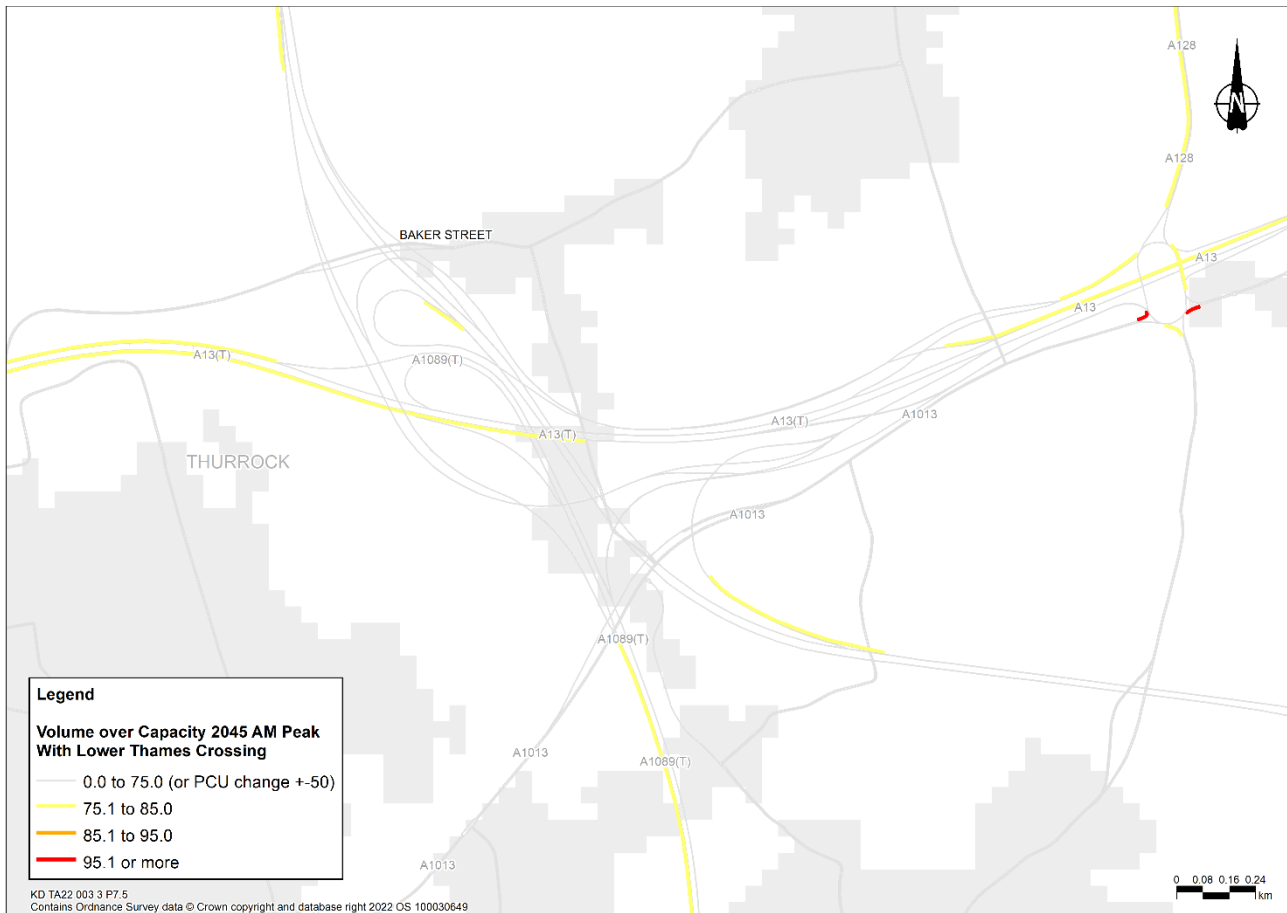 A128
N
A128
BAKER STREET
A13
A13
A13(T)
A1089(T)
A1013
A13(T)
A13(T)
THURROCK
A1013
A1089(T)
A1013
A1089(T)
A1013
Legend
Volume over Capacity 2045 AM Peak
With Lower Thames Crossing
0.0 to 75.0 (or PCU change +-50)
75.1 to 85.0
85.1 to 95.0
95.1 or more
0 0.08 0.16 0.24
km
KD TA22 003 3 P7.5
Contains Ordnance Survey data © Crown copyright and database right 2022 OS 100030649